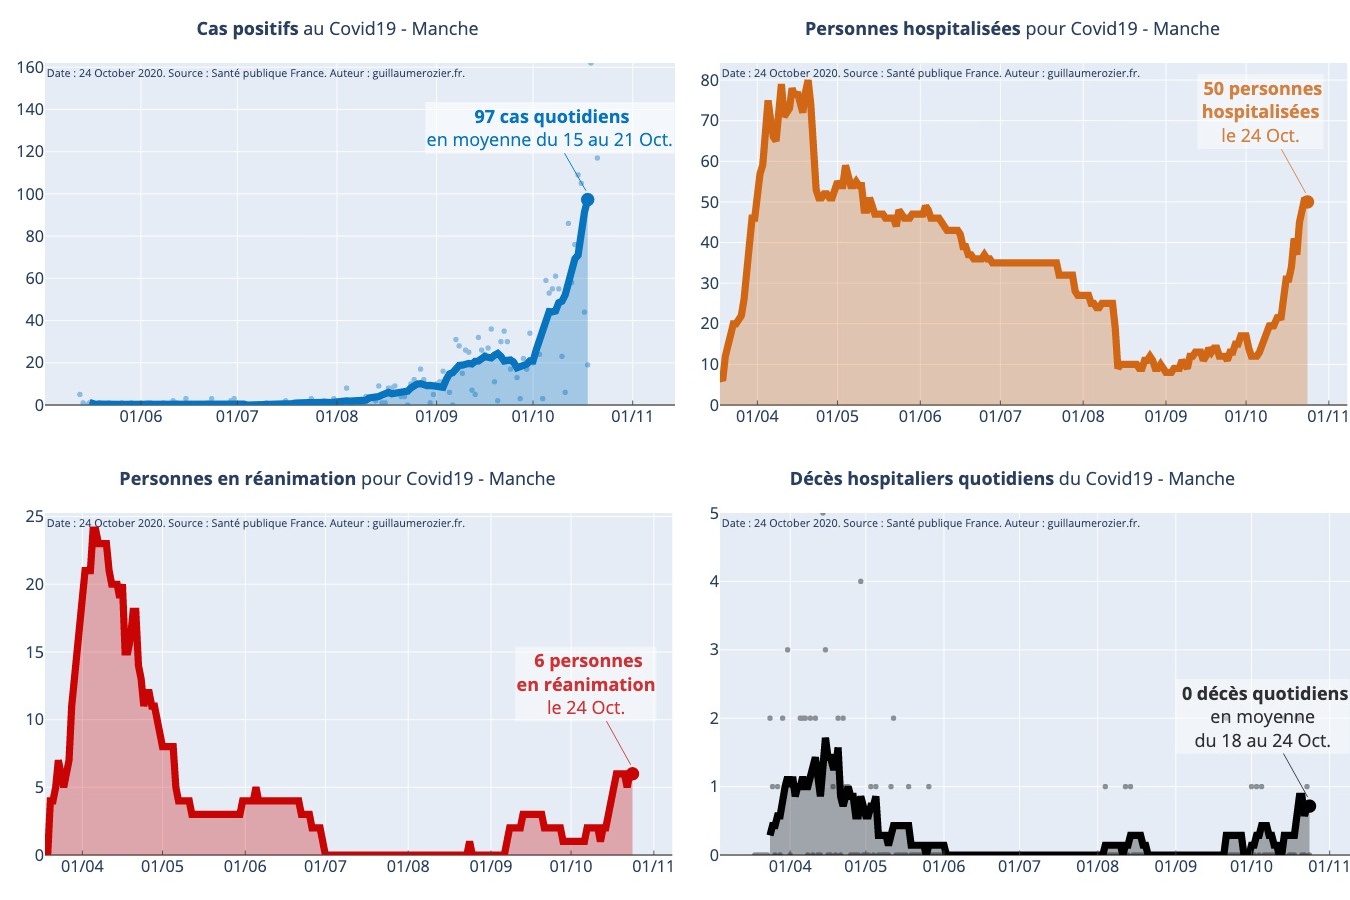 Cas positifs au Covid19 - Manche
Date : 24 October 2020. Source : Santé publique France. Auteur : guillaumerozier.fr.
160
140
120
100
80
60
40
20
0
97 cas quotidiens
en moyenne du 15 au 21 Oct.
01/06 01/07 01/08 01/09 01/10 01/11
Personnes hospitalisées pour Covid19 - Manche
Date : 24 October 2020. Source : Santé publique France. Auteur : guillaumerozier.fr.
80
70
60
50
40
30
20
10
0
50 personnes
hospitalisées
le 24 Oct.
01/04 01/05 01/06 01/07 01/08 01/09 01/10 01/11
Personnes en réanimation pour Covid19 - Manche
Date : 24 October 2020. Source : Santé publique France. Auteur : guillaumerozier.fr.
25
20
15
10
5
0
6 personnes
en réanimation
le 24 Oct.
01/04 01/05 01/06 01/07 01/08 01/09 01/10 01/11
Décès hospitaliers quotidiens du Covid19 - Manche
Date : 24 October 2020. Source : Santé publique France. Auteur : guillaumerozier.fr.
5
4
3
2
1
0
0 décès quotidiens
en moyenne
du 18 au 24 Oct.
01/04 01/05 01/06 01/07 01/08 01/09 01/10 01/11